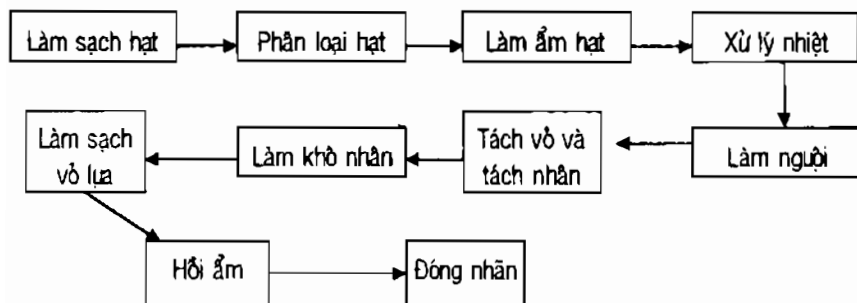 Làm sạch hạt
Phân loại hạt
Làm ẩm hạt
Xử lý nhiệt
Làm nguội
Tách vỏ và
tách nhân
Làm khô nhân
Làm sạch
vỏ lụa
Hồi ẩm
Đóng nhãn